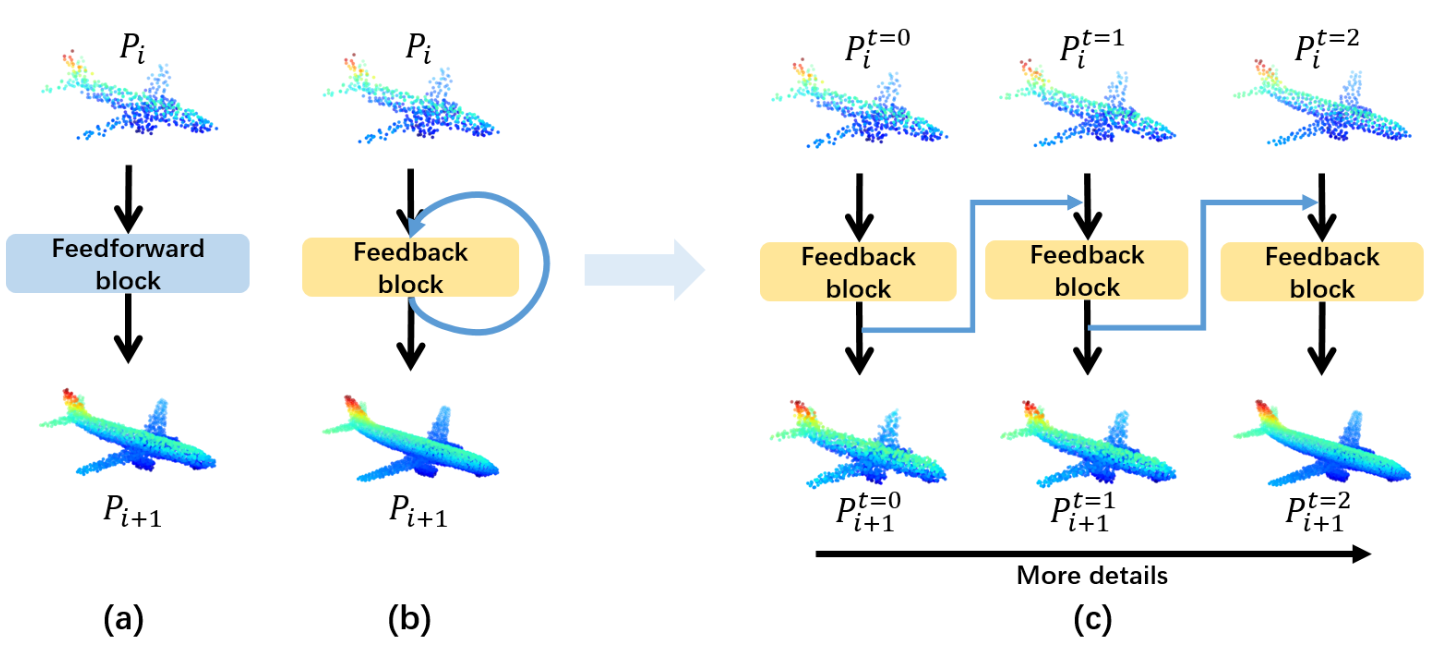 P_i
P_i
P_i^{t=0}
P_i^{t=1}
P_i^{t=2}
Feedforward
block
Feedback
block
Feedback
block
Feedback
block
Feedback
block
P_{i+1}
P_{i+1}
P_{i+1}^{t=0}
P_{i+1}^{t=1}
P_{i+1}^{t=2}
More details
(a)
(b)
(c)